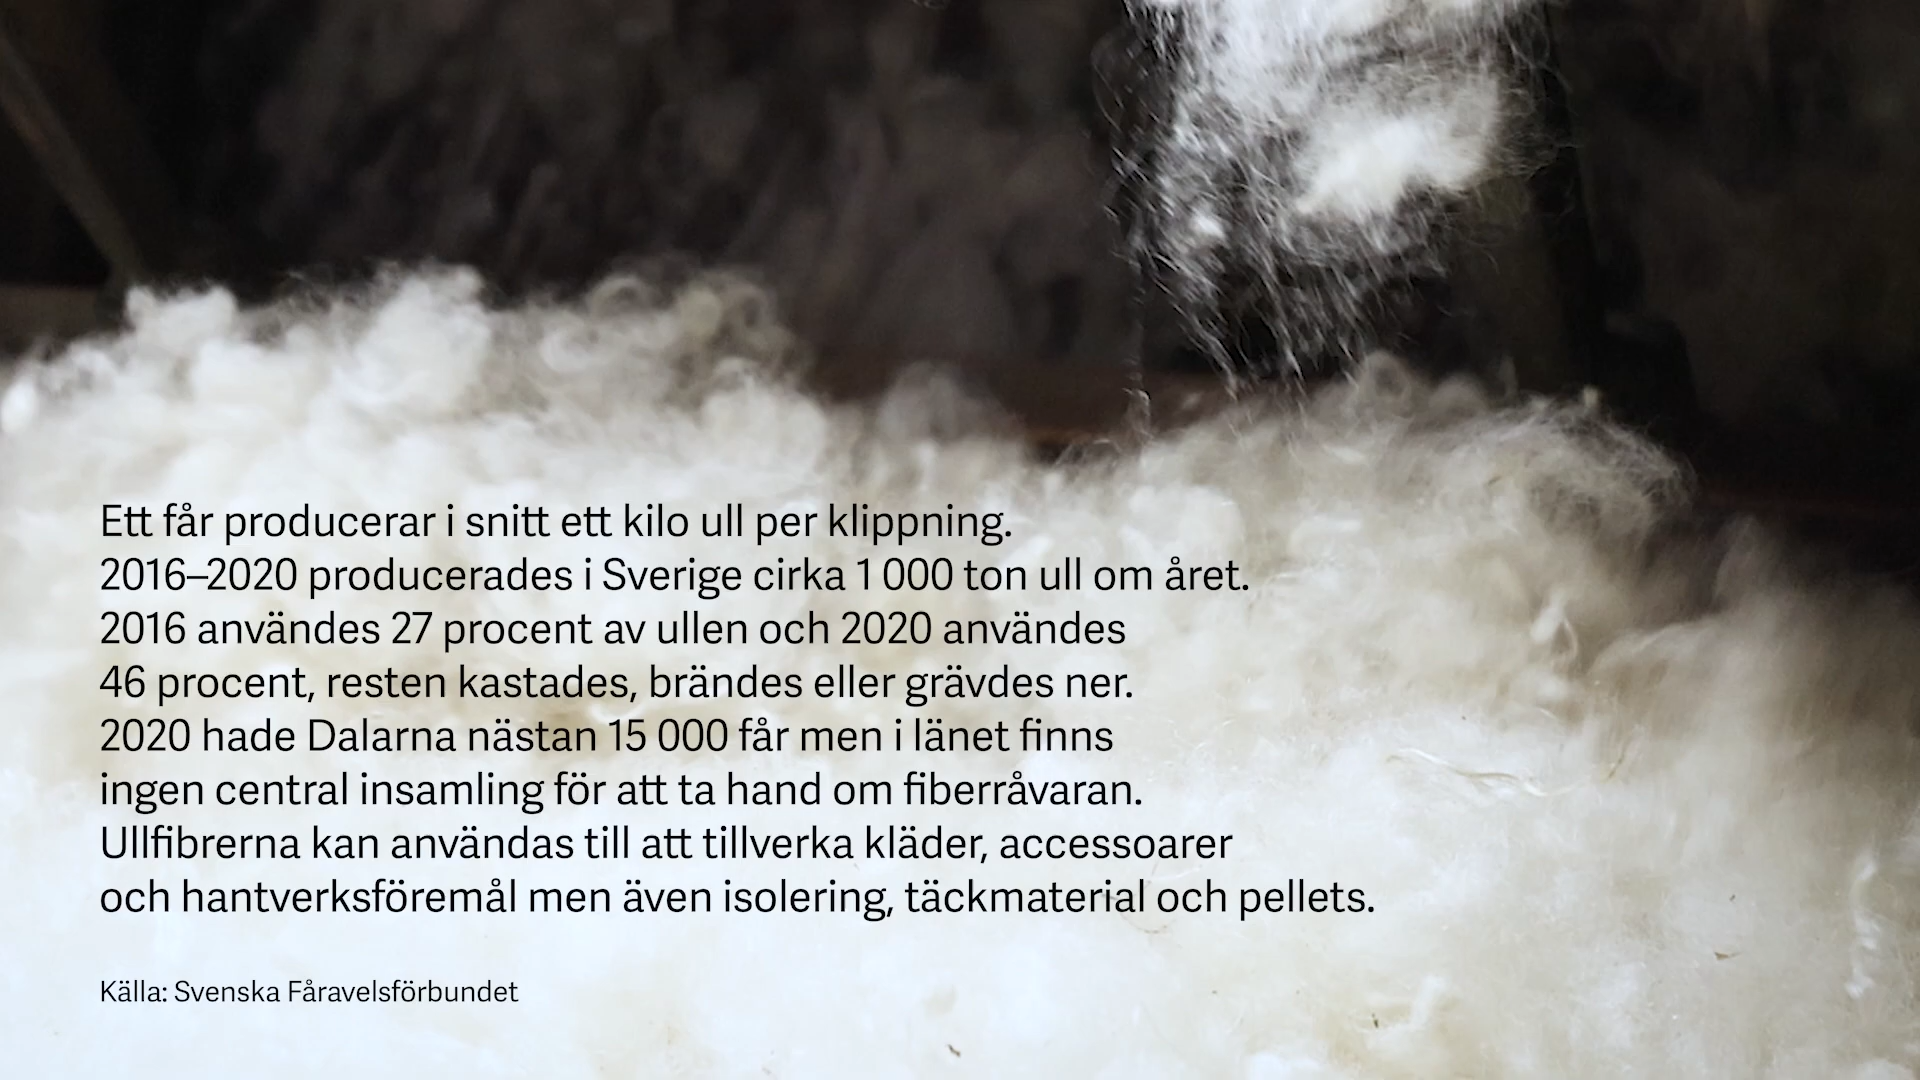 Ett får producerar i snitt ett kilo ull per klippning.
2016–2020 producerades i Sverige cirka 1 000 ton ull om året.
2016 användes 27 procent av ullen och 2020 användes
46 procent, resten kastades, brändes eller grävdes ner.
2020 hade Dalarna nästan 15 000 får men i länet finns
ingen central insamling för att ta hand om fiberråvaran.
Ullfibrerna kan användas till att tillverka kläder, accessoarer
och hantverksföremål men även isolering, täckmaterial och pellets.
Källa: Svenska Fåravelsförbundet